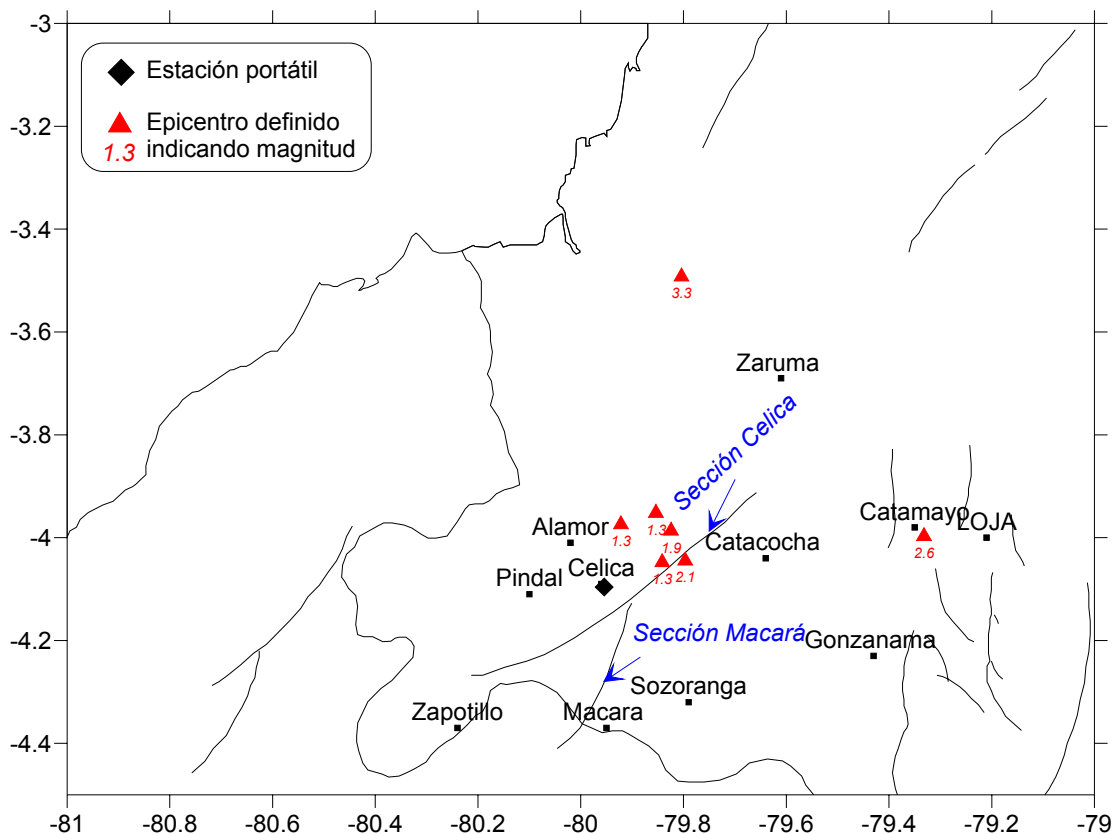 -3
Estación portátil
Epicentro definido
1.3 indicando magnitud
-3.2
-3.4
3.3
-3.6
Zaruma
-3.8
Sección Celica
Catamayo
LOJA
Alamor
1.3
1.3
1.9
-4
Catacocha
2.6
Celica
Pindal
1.3
2.1
-4.2
Sección Macará
Gonzanama
Sozoranga
Zapotillo
Macara
-4.4
-81
-80.8
-80.6
-80.4
-80.2
-80
-79.8
-79.6
-79.4
-79.2
-79